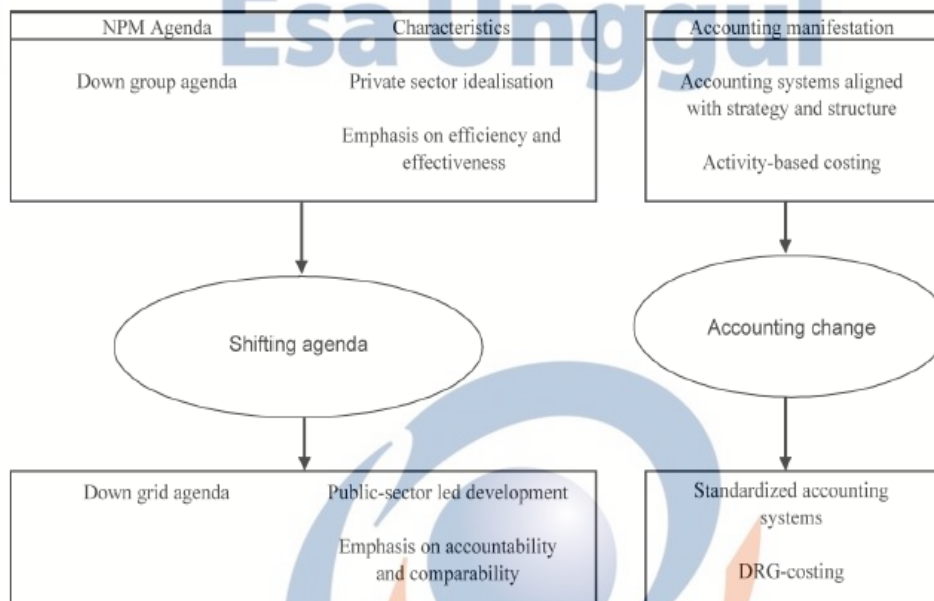 Esa Unggul
NPM Agenda Characteristics Accounting manifestation
Down group agenda Private sector idealisation Accounting systems aligned
with strategy and structure
Emphasis on efficiency and
effectiveness Activity-based costing
Shifting agenda Accounting change
Down grid agenda Public-sector led development Standardized accounting
systems
Emphasis on accountability
and comparability DRG-costing